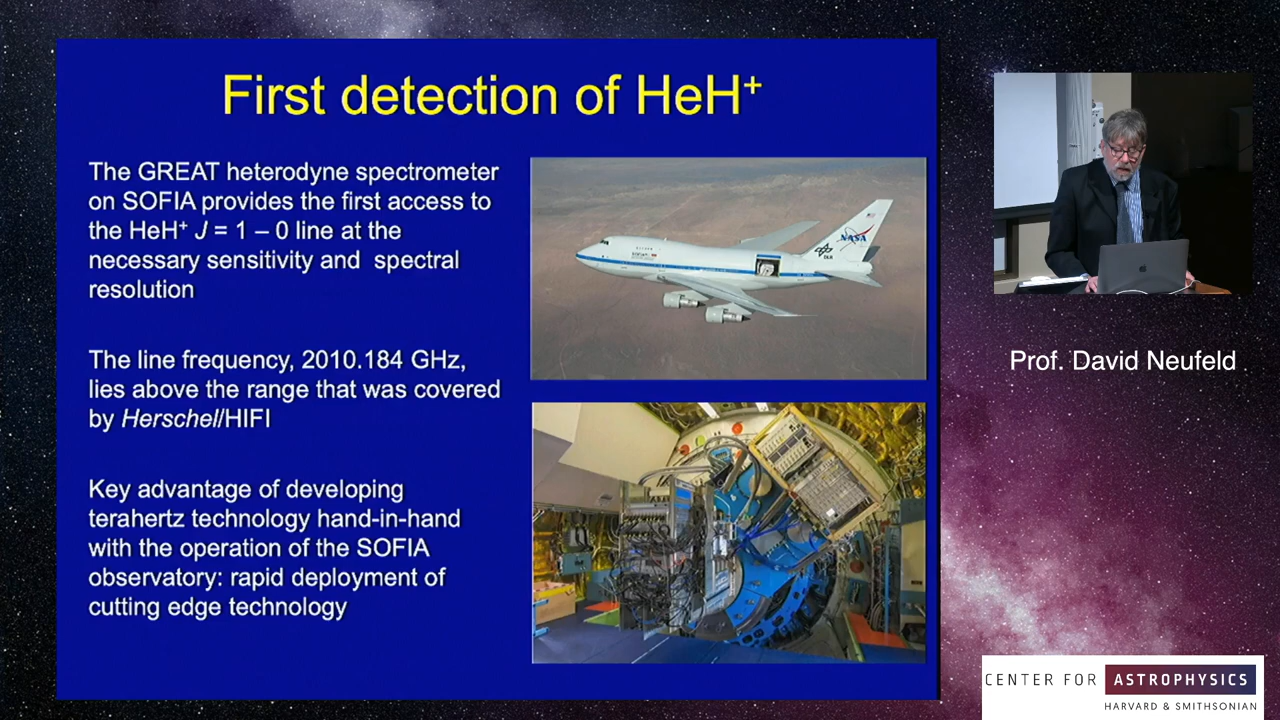 First detection of HeH⁺
The GREAT heterodyne spectrometer
on SOFIA provides the first access to
the HeH⁺ J = 1 – 0 line at the
necessary sensitivity and spectral
resolution
The line frequency, 2010.184 GHz,
lies above the range that was covered
by Herschel/HIFI
Key advantage of developing
terahertz technology hand-in-hand
with the operation of the SOFIA
observatory: rapid deployment of
cutting edge technology
NASA
DLR
SOFIA
Prof. David Neufeld
CENTER FOR ASTROPHYSICS
HARVARD & SMITHSONIAN